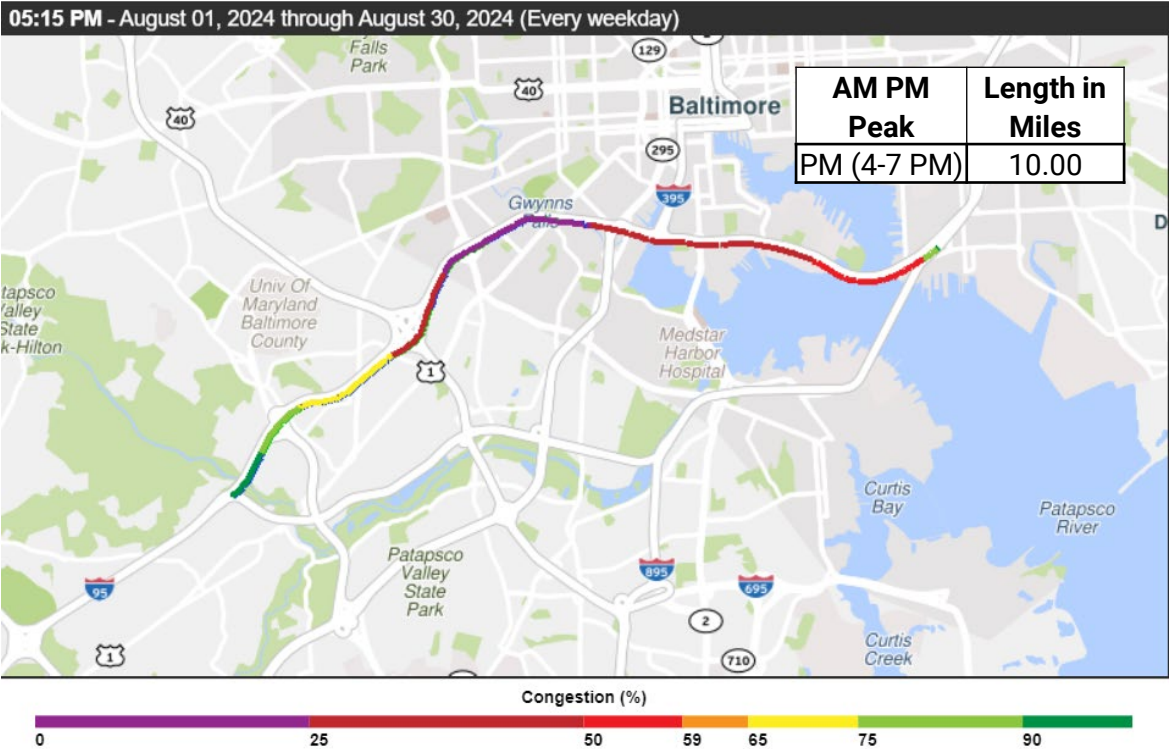 05:15 PM - August 01, 2024 through August 30, 2024 (Every weekday)
Falls
Park
129
40
40
Baltimore
AM PM
Peak
Length in
Miles
PM (4-7 PM)
10.00
295
395
Gwynns
Falls
D
tapsco
Valley
State
k-Hilton
Univ Of
Maryland
Baltimore
County
Medstar
Harbor
Hospital
1
Curtis
Bay
Patapsco
River
Patapsco
Valley
State
Park
95
895
695
2
1
710
Curtis
Creek
Congestion (%)
0 25 50 59 65 75 90